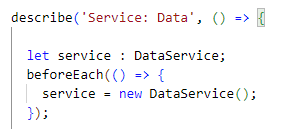 describe('Service: Data', () => {
let service : DataService;
beforeEach(() => {
service = new DataService();
});